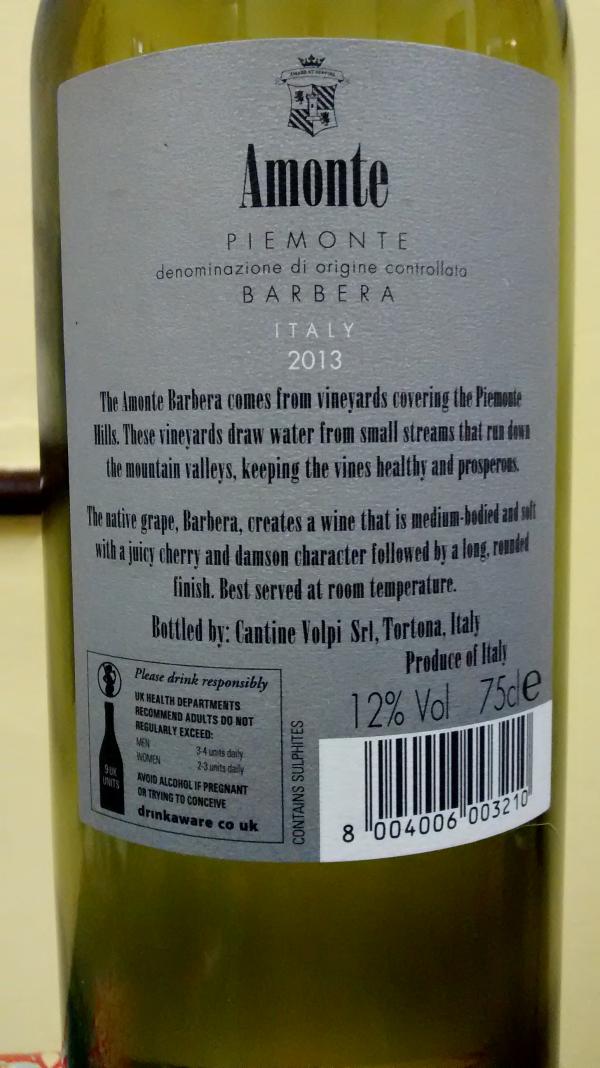 Amonte
PIEMONTE
denominazione di origine controllata
BARBERA
ITALY
2013
The Amonte Barbera comes from vineyards covering the Piemonte
Hills. These vineyards draw water from small streams that run down
the mountain valleys, keeping the vines healthy and prosperous.
The native grape, Barbera, creates a wine that is medium-bodied and soft
with a juicy cherry and damson character followed by a long, rounded
finish. Best served at room temperature.
Bottled by: Cantine Volpi Srl, Tortona, Italy
Produce of Italy
12% Vol 75cl e
Please drink responsibly
UK HEALTH DEPARTMENTS
RECOMMEND ADULTS DO NOT
REGULARLY EXCEED:
MEN 3-4 units daily
WOMEN 2-3 units daily
AVOID ALCOHOL IF PREGNANT
OR TRYING TO CONCEIVE
drinkaware co uk
9 UK
UNITS
CONTAINS SULPHITES
8 004006 003210